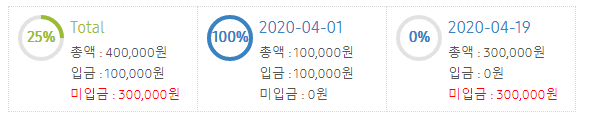 25%
Total
총액 : 400,000원
입금 : 100,000원
미입금 : 300,000원
100%
2020-04-01
총액 : 100,000원
입금 : 100,000원
미입금 : 0원
0%
2020-04-19
총액 : 300,000원
입금 : 0원
미입금 : 300,000원